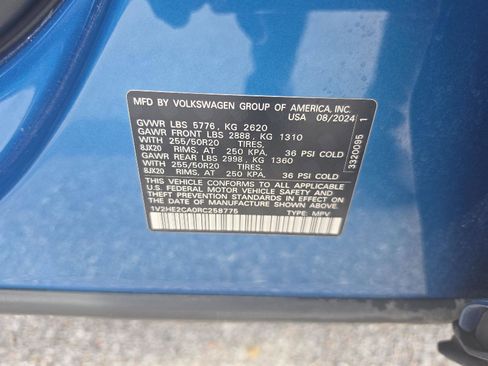 MFD BY VOLKSWAGEN GROUP OF AMERICA, INC.
USA 08/2024
GVWR LBS 5776, KG 2620
GAWR FRONT LBS 2888, KG 1310
WITH 255/50R20 TIRES,
8JX20 RIMS, AT 250 KPA, 36 PSI COLD
GAWR REAR LBS 2998, KG 1360
WITH 255/50R20 TIRES,
8JX20 RIMS, AT 250 KPA, 36 PSI COLD
THIS VEHICLE CONFORMS TO ALL APPLICABLE
U.S. FEDERAL MOTOR VEHICLE SAFETY AND
THEFT PREVENTION STANDARDS IN EFFECT ON
THE DATE OF MANUFACTURE SHOWN ABOVE.
1V2HE2CA0RC258775 TYPE: MPV
3320095 1